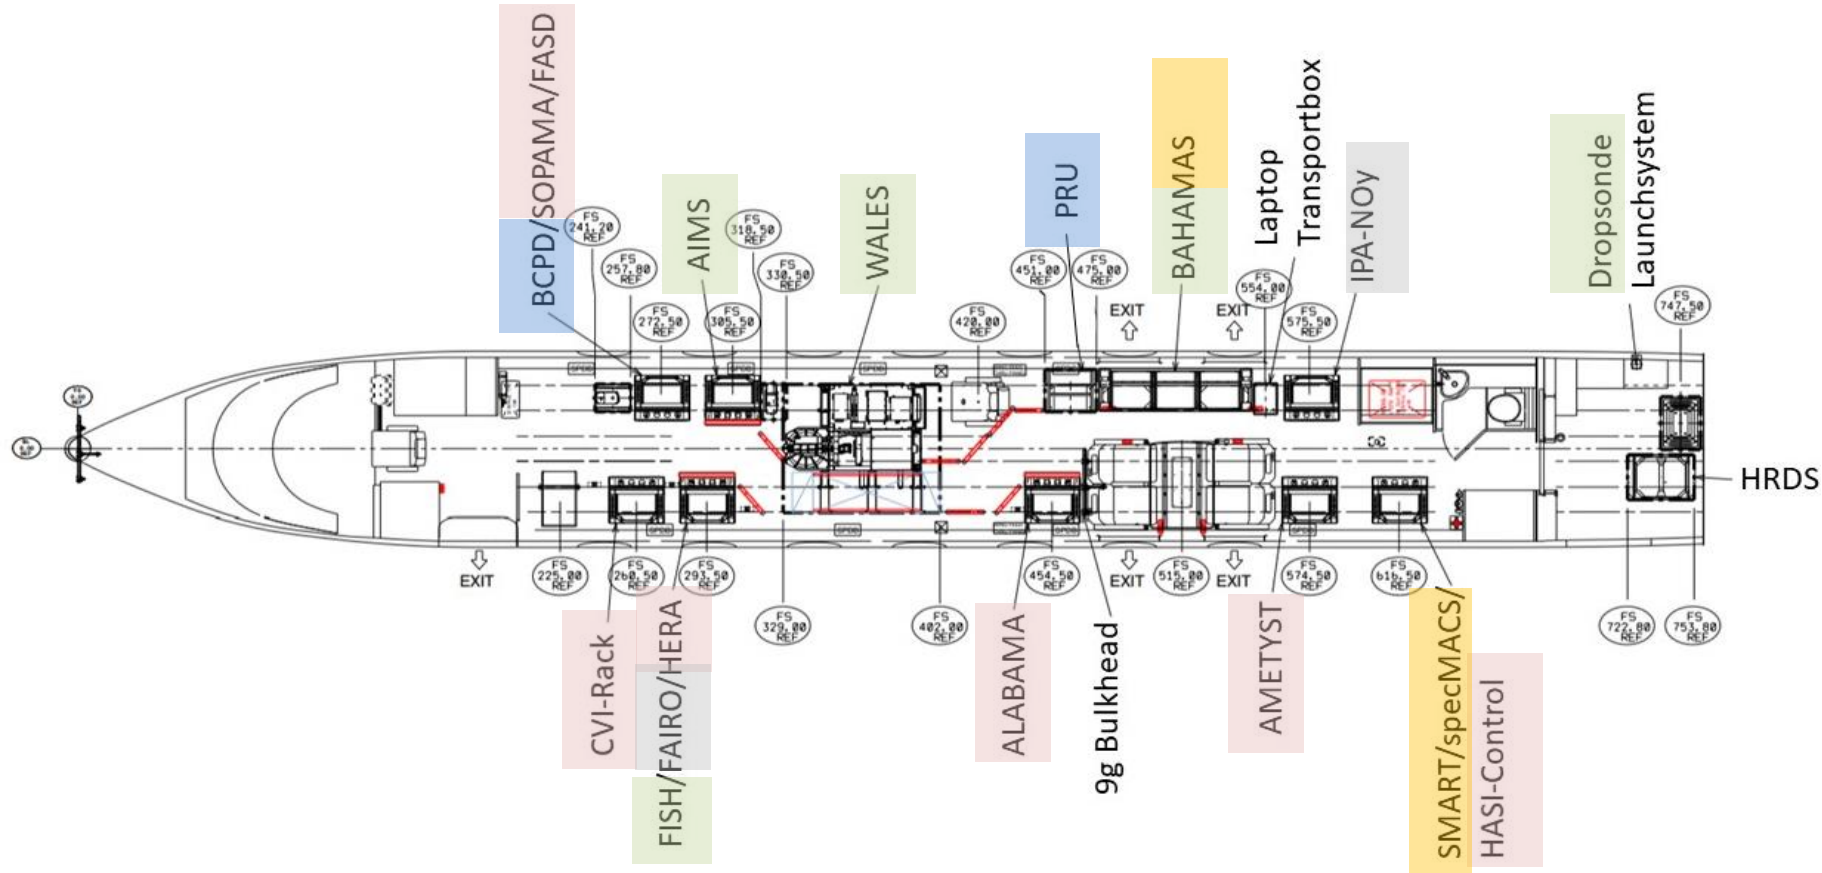 BCPD/SOPAMA/FASD
AIMS
WALES
PRU
BAHAMAS
Laptop
Transportbox
IPA-NOy
Dropsonde
Launchsystem
FS
241,20
REF
FS
257,80
REF
FS
272,50
REF
FS
305,50
REF
FS
318,50
REF
FS
330,50
REF
FS
420,00
REF
FS
451,00
REF
FS
475,00
REF
EXIT
EXIT
FS
554,00
REF
FS
575,50
REF
FS
747,50
REF
HRDS
EXIT
FS
225,00
REF
FS
260,50
REF
FS
293,50
REF
FS
329,00
REF
FS
402,00
REF
FS
454,50
REF
EXIT
FS
515,00
REF
EXIT
FS
574,50
REF
FS
616,50
REF
FS
722,80
REF
FS
753,80
REF
CVI-Rack
FISH/FAIRO/HERA
ALABAMA
9g Bulkhead
AMETYST
SMART/specMACS/
HASI-Control